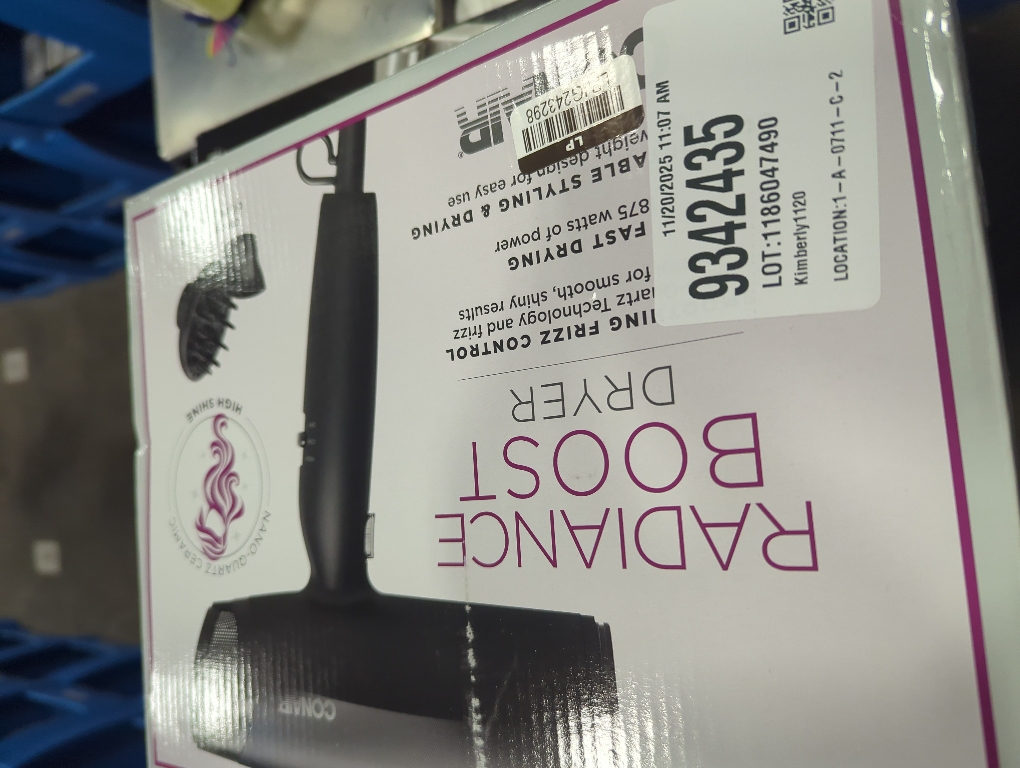 RADIANCE
BOOST
DRYER
ING FRIZZ CONTROL
artz Technology and frizz
for smooth, shiny results
FAST DRYING
875 watts of power
ABLE STYLING & DRYING
weight design for easy use
AIR®
LP
G243298
11/20/2025 11:07 AM
9342435
LOT:1186047490
Kimberly1120
LOCATION:1-A-0711-C-2
NANO-QUARTZ CERAMIC
HIGH SHINE
CONAIR